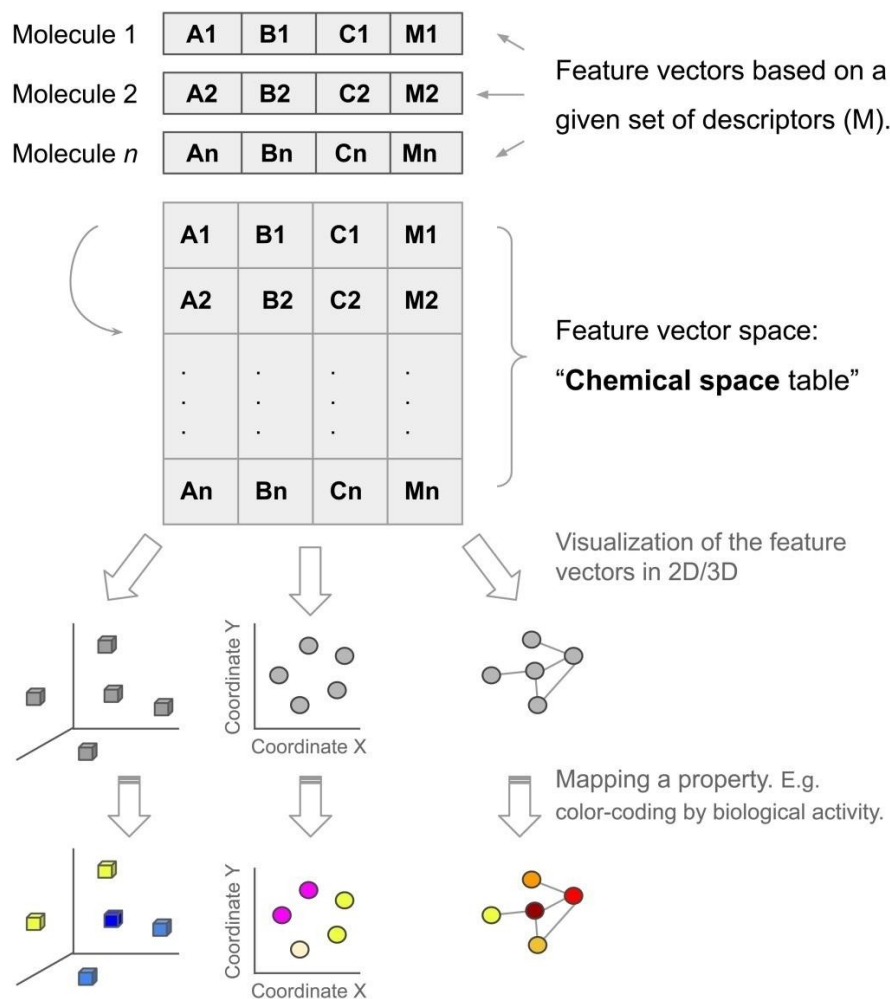 Molecule 1 A1 B1 C1 M1
Molecule 2 A2 B2 C2 M2
Molecule n An Bn Cn Mn
Feature vectors based on a
given set of descriptors (M).
A1 B1 C1 M1
A2 B2 C2 M2
. . . .
. . . .
. . . .
An Bn Cn Mn
Feature vector space:
“Chemical space table”
Visualization of the feature
vectors in 2D/3D
Coordinate Y
Coordinate X
Mapping a property. E.g.
color-coding by biological activity.
Coordinate Y
Coordinate X